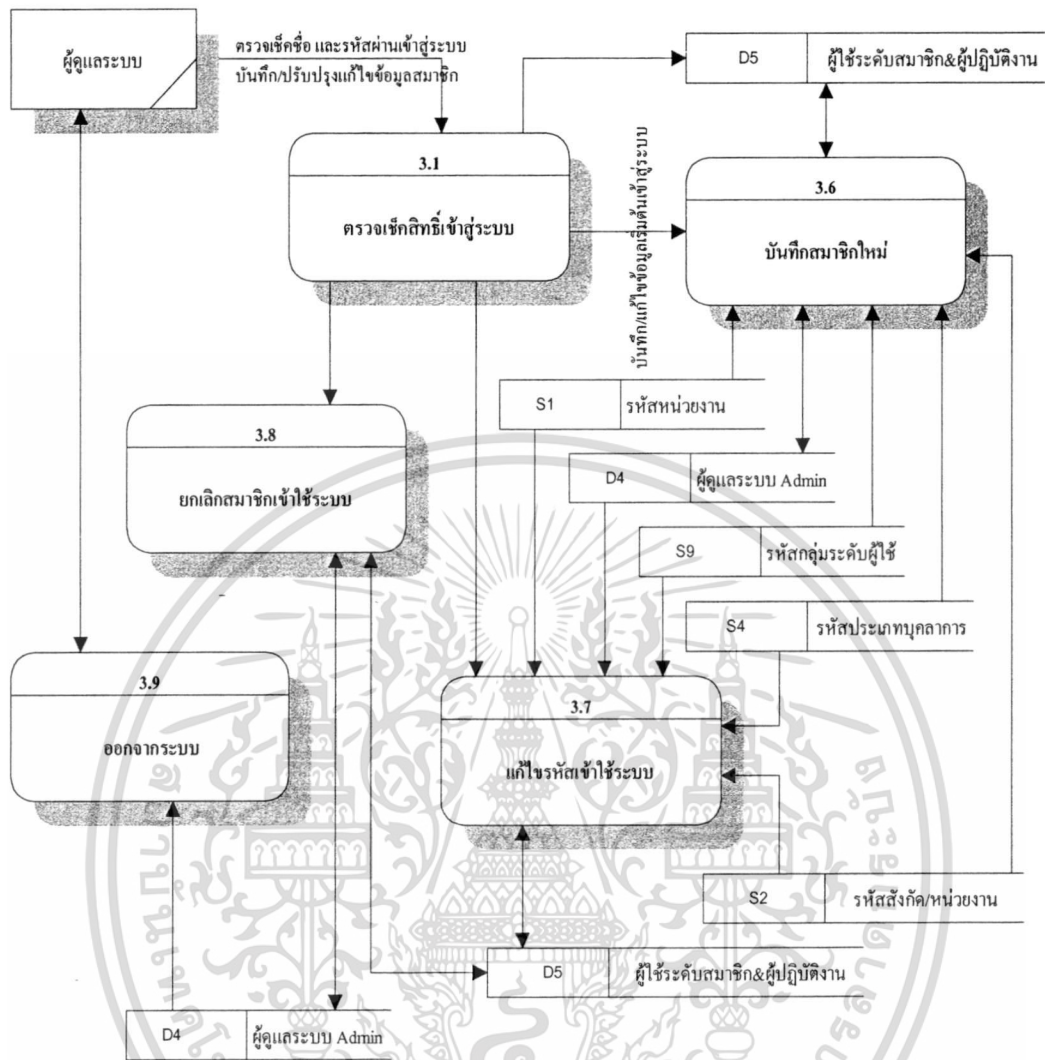 ผู้ดูแลระบบ
ตรวจเช็คชื่อ และรหัสผ่านเข้าสู่ระบบ
บันทึก/ปรับปรุงแก้ไขข้อมูลสมาชิก
D5 ผู้ใช้ระดับสมาชิก&ผู้ปฏิบัติงาน
3.1
ตรวจเช็กสิทธิ์เข้าสู่ระบบ
บันทึก/แก้ไขข้อมูลเริ่มต้นเข้าสู่ระบบ
3.6
บันทึกสมาชิกใหม่
S1 รหัสหน่วยงาน
3.8
ยกเลิกสมาชิกเข้าใช้ระบบ
D4 ผู้ดูแลระบบ Admin
S9 รหัสกลุ่มระดับผู้ใช้
S4 รหัสประเภทบุคลาการ
3.9
ออกจากระบบ
3.7
แก้ไขรหัสเข้าใช้ระบบ
S2 รหัสสังกัด/หน่วยงาน
D5 ผู้ใช้ระดับสมาชิก&ผู้ปฏิบัติงาน
D4 ผู้ดูแลระบบ Admin